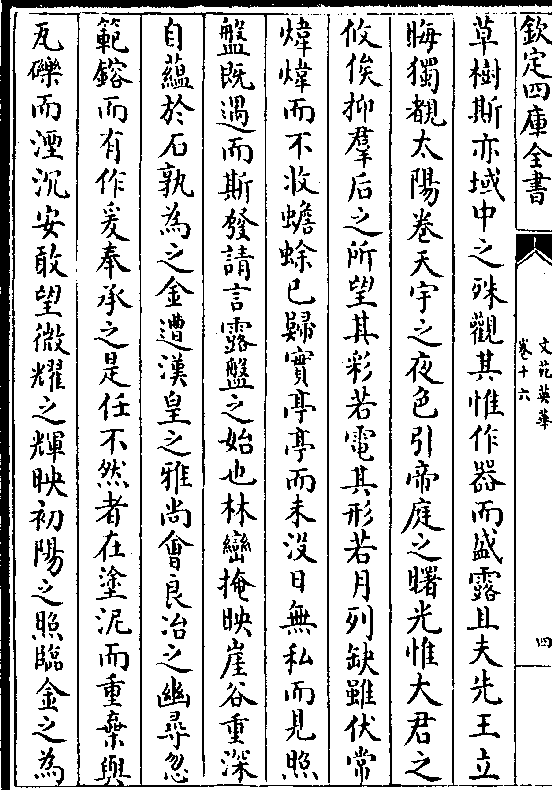 欽定四庫全書
文苑英華
卷十六
四
草樹斯亦域中之殊觀其惟作器而盛露且夫先王立
晦獨覩太陽卷天宇之夜色引帝庭之曙光惟大君之
攸俟抑羣后之所望其彩若電其形若月列缺雖伏常
煒煒而不收蟾蜍已歸實亭亭而未没日無私而見照
盤既遇而斯發請言露盤之始也林巒掩映崖谷重深
自藴於石孰為之金遭漢皇之雅尚會良冶之幽尋忽
範鎔而有作爰奉承之是任不然者在塗泥而重棄與
瓦礫而湮沉安敢望微耀之輝映初陽之照臨金之為